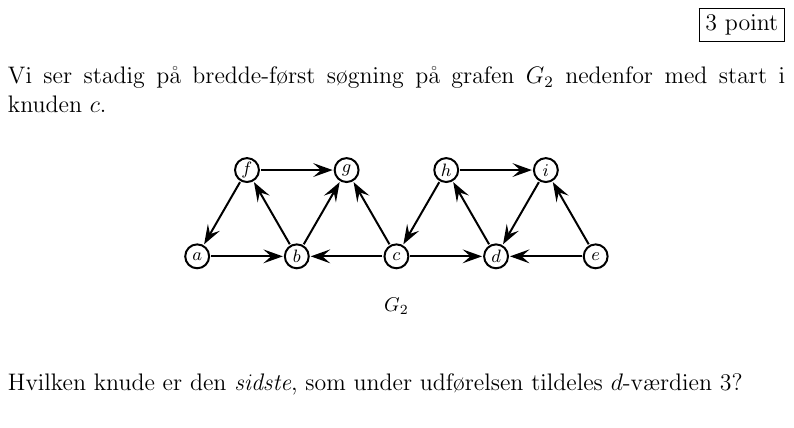 3 point
Vi ser stadig på bredde-først søgning på grafen G₂ nedenfor med start i
knuden c.
f g h i
a b c d e
G₂
Hvilken knude er den sidste, som under udførelsen tildeles d-værdien 3?